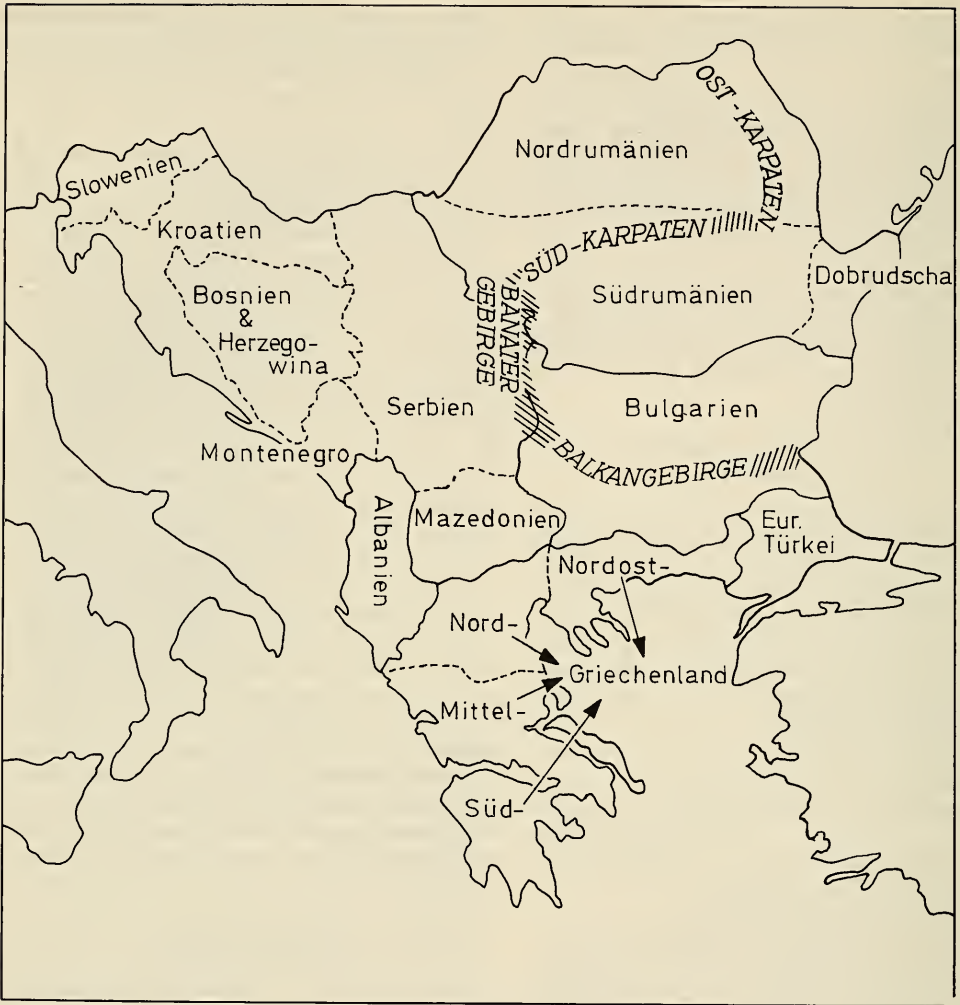 OST-KARPATEN
Nordrumänien
Slowenien
Kroatien
SÜD-KARPATEN
Dobrudscha
Bosnien
&
Herzego-
wina
BANATER
GEBIRGE
Südrumänien
Serbien
Bulgarien
Montenegro
BALKANGEBIRGE
Albanien
Mazedonien
Eur.
Türkei
Nordost-
Nord-
Griechenland
Mittel-
Süd-